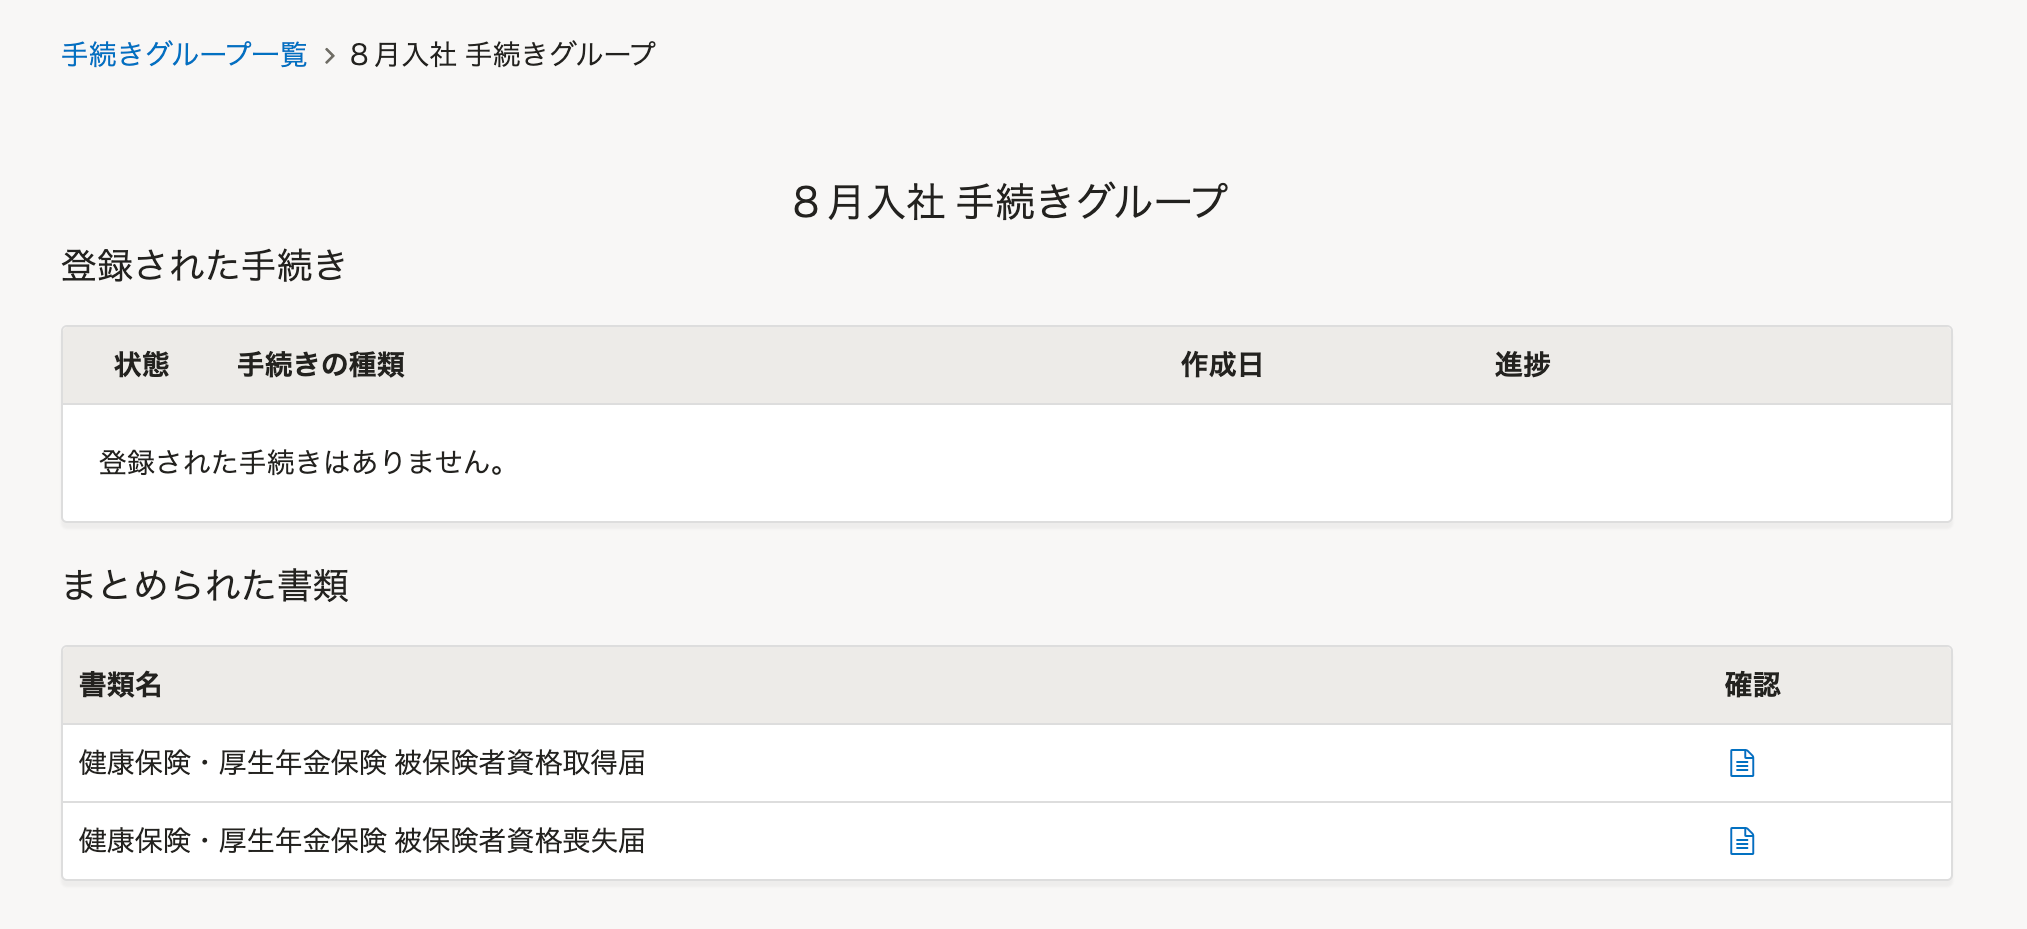 手続きグループ一覧 › ８月入社 手続きグループ
８月入社 手続きグループ
登録された手続き
状態 手続きの種類 作成日 進捗
登録された手続きはありません。
まとめられた書類
書類名 確認
健康保険・厚生年金保険 被保険者資格取得届
健康保険・厚生年金保険 被保険者資格喪失届